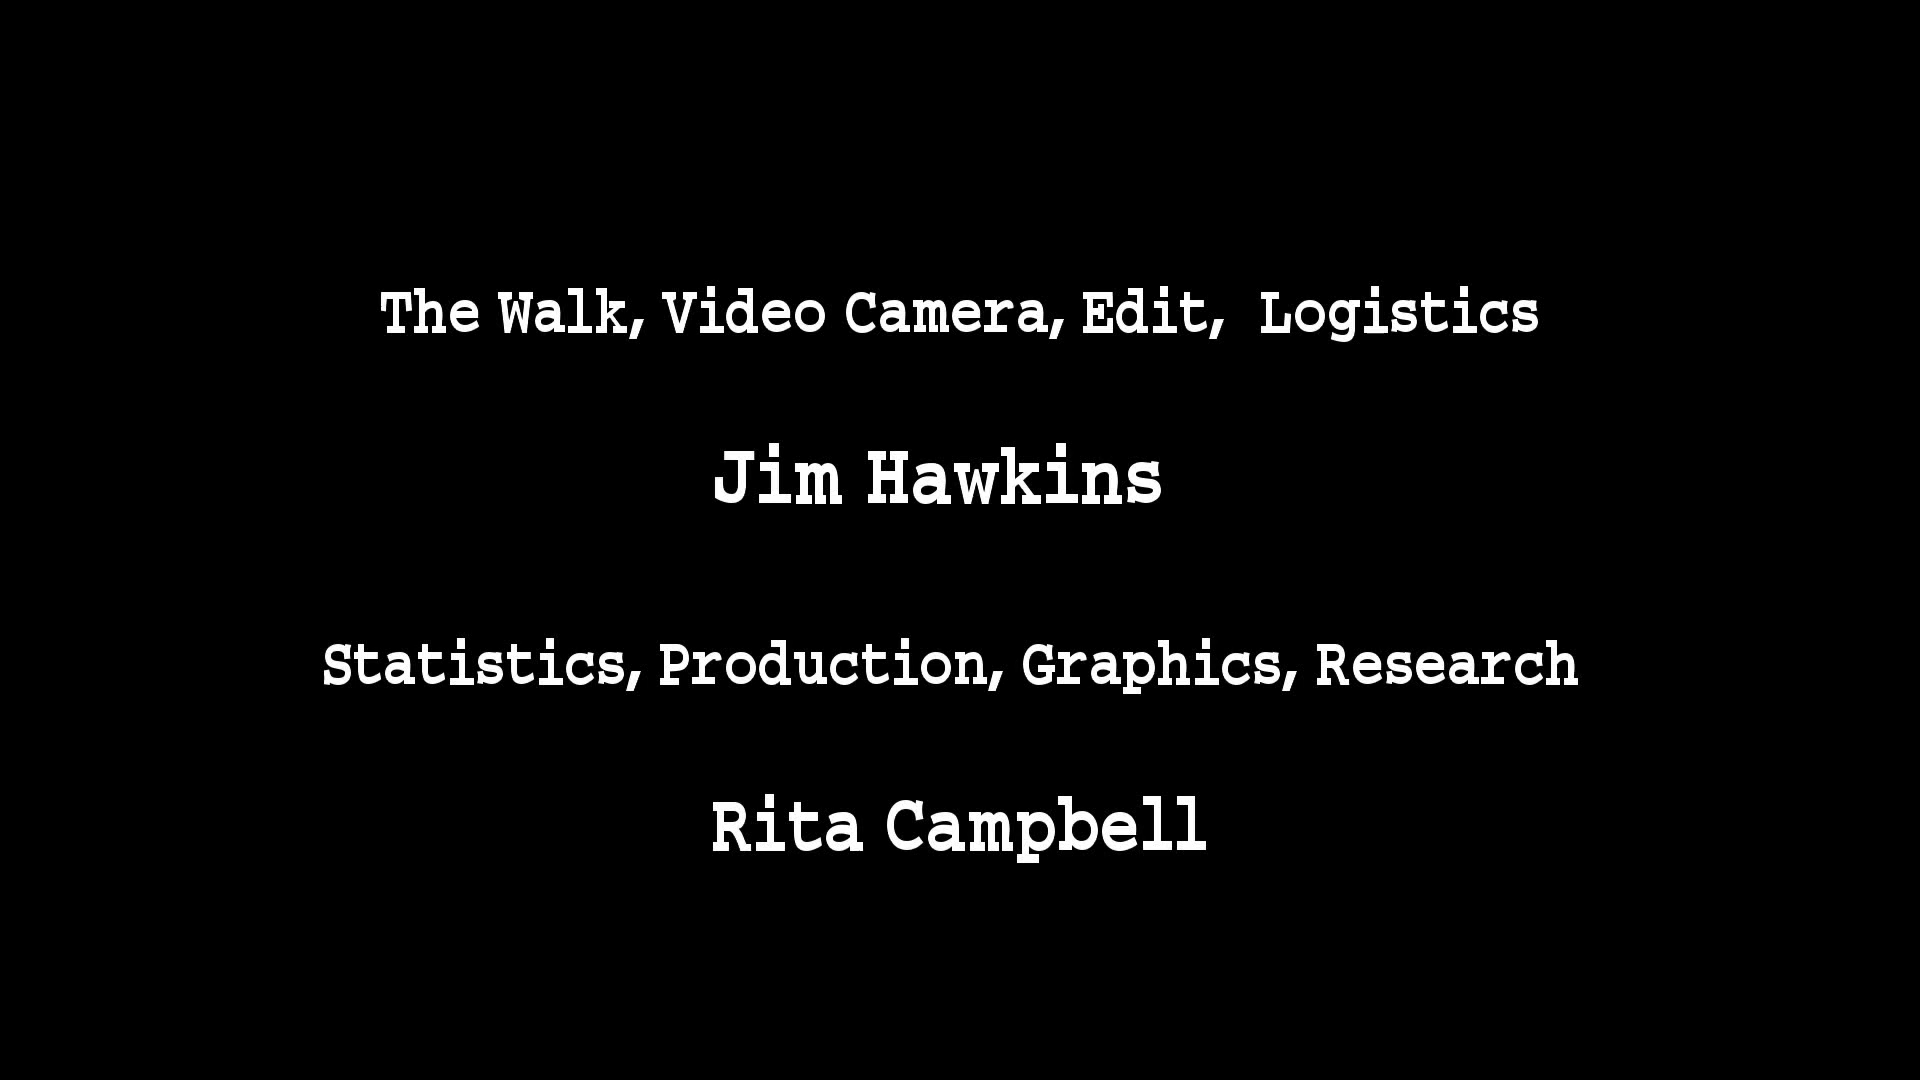 The Walk, Video Camera, Edit, Logistics
Jim Hawkins
Statistics, Production, Graphics, Research
Rita Campbell